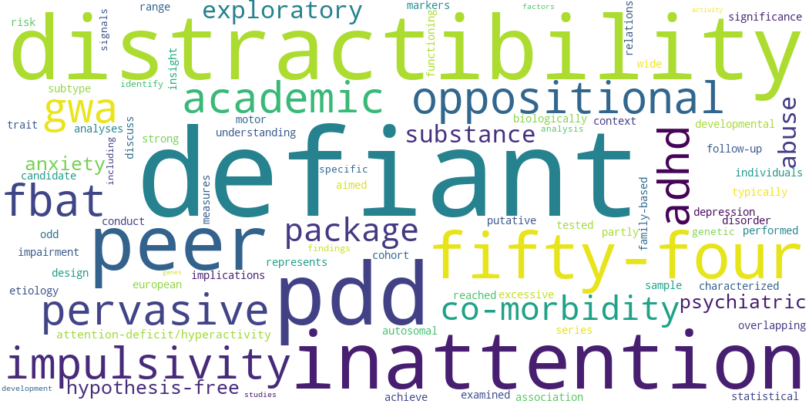 risk
range
exploratory
markers
factors
activity
significance
signals
distractibility
functioning
relations
insight
wide
subtype
identify
gwa
academic
oppositional
abuse
trait
analyses
discuss
motor
understanding
strong
substance
biologically
analysis
context
adhd
developmental
follow-up
anxiety
candidate
including
defiant
specific
aimed
individuals
typically
fbat
measures
family-based
depression
disorder
conduct
putative
tested
partly
genetic
performed
odd
impairment
peer
package
findings
fifty-four
design
genes
implications
represents
cohort
characterized
etiology
european
pdd
reached
excessive
sample
psychiatric
pervasive
co-morbidity
overlapping
attention-deficit/hyperactivity
autosomal
series
impulsivity
inattention
development
hypothesis-free
studies
achieve
examined
association
statistical